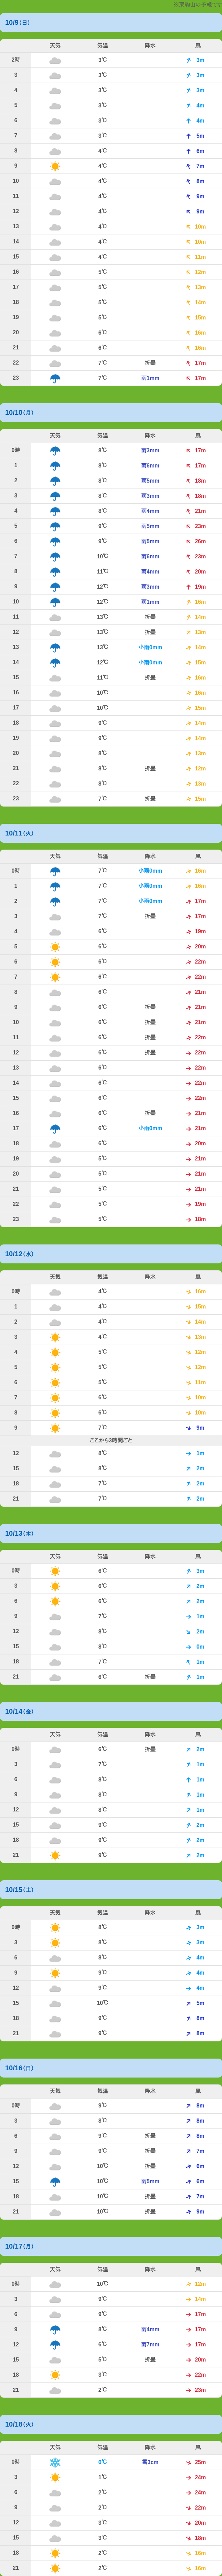 ※乗鞍山の予報です
10/9(日)
天気 気温 降水 風
2時 3℃ 3m
3 3℃ 3m
4 3℃ 3m
5 3℃ 4m
6 3℃ 4m
7 3℃ 5m
8 4℃ 6m
9 4℃ 7m
10 4℃ 8m
11 4℃ 9m
12 4℃ 9m
13 4℃ 10m
14 4℃ 10m
15 4℃ 11m
16 5℃ 12m
17 5℃ 13m
18 5℃ 14m
19 5℃ 15m
20 6℃ 16m
21 6℃ 16m
22 7℃ 折曇 17m
23 7℃ 雨1mm 17m
10/10(月)
天気 気温 降水 風
0時 8℃ 雨3mm 17m
1 8℃ 雨6mm 17m
2 8℃ 雨5mm 18m
3 8℃ 雨3mm 18m
4 8℃ 雨4mm 21m
5 9℃ 雨5mm 23m
6 9℃ 雨5mm 26m
7 10℃ 雨6mm 23m
8 11℃ 雨4mm 20m
9 12℃ 雨3mm 19m
10 12℃ 雨1mm 16m
11 13℃ 折曇 14m
12 13℃ 折曇 13m
13 13℃ 小雨0mm 14m
14 12℃ 小雨0mm 15m
15 11℃ 折曇 16m
16 10℃ 16m
17 10℃ 15m
18 9℃ 14m
19 9℃ 14m
20 8℃ 13m
21 8℃ 折曇 12m
22 8℃ 13m
23 7℃ 折曇 15m
10/11(火)
天気 気温 降水 風
0時 7℃ 小雨0mm 16m
1 7℃ 小雨0mm 16m
2 7℃ 小雨0mm 17m
3 7℃ 折曇 17m
4 6℃ 19m
5 6℃ 20m
6 6℃ 22m
7 6℃ 22m
8 6℃ 21m
9 6℃ 折曇 21m
10 6℃ 折曇 21m
11 6℃ 折曇 22m
12 6℃ 折曇 22m
13 6℃ 22m
14 6℃ 22m
15 6℃ 22m
16 6℃ 折曇 21m
17 6℃ 小雨0mm 21m
18 6℃ 20m
19 5℃ 21m
20 5℃ 21m
21 5℃ 21m
22 5℃ 19m
23 5℃ 18m
10/12(水)
天気 気温 降水 風
0時 4℃ 16m
1 4℃ 15m
2 4℃ 14m
3 4℃ 13m
4 5℃ 12m
5 5℃ 12m
6 5℃ 11m
7 6℃ 10m
8 6℃ 10m
9 7℃ 9m
ここから3時間ごと
12 8℃ 1m
15 8℃ 2m
18 7℃ 2m
21 7℃ 2m
10/13(木)
天気 気温 降水 風
0時 6℃ 3m
3 6℃ 2m
6 6℃ 2m
9 7℃ 1m
12 8℃ 2m
15 8℃ 0m
18 7℃ 1m
21 6℃ 折曇 1m
10/14(金)
天気 気温 降水 風
0時 6℃ 折曇 2m
3 7℃ 1m
6 8℃ 1m
9 8℃ 1m
12 8℃ 1m
15 9℃ 2m
18 9℃ 2m
21 9℃ 2m
10/15(土)
天気 気温 降水 風
0時 8℃ 3m
3 8℃ 3m
6 8℃ 4m
9 9℃ 4m
12 9℃ 4m
15 10℃ 5m
18 9℃ 8m
21 9℃ 8m
10/16(日)
天気 気温 降水 風
0時 9℃ 8m
3 8℃ 8m
6 9℃ 折曇 8m
9 9℃ 折曇 7m
12 10℃ 折曇 6m
15 10℃ 雨5mm 6m
18 10℃ 折曇 7m
21 10℃ 折曇 9m
10/17(月)
天気 気温 降水 風
0時 10℃ 12m
3 9℃ 14m
6 9℃ 17m
9 8℃ 雨4mm 17m
12 6℃ 雨7mm 17m
15 5℃ 折曇 20m
18 3℃ 22m
21 2℃ 23m
10/18(火)
天気 気温 降水 風
0時 0℃ 雪3cm 25m
3 1℃ 24m
6 2℃ 24m
9 2℃ 22m
12 3℃ 20m
15 3℃ 18m
18 2℃ 16m
21 2℃ 16m